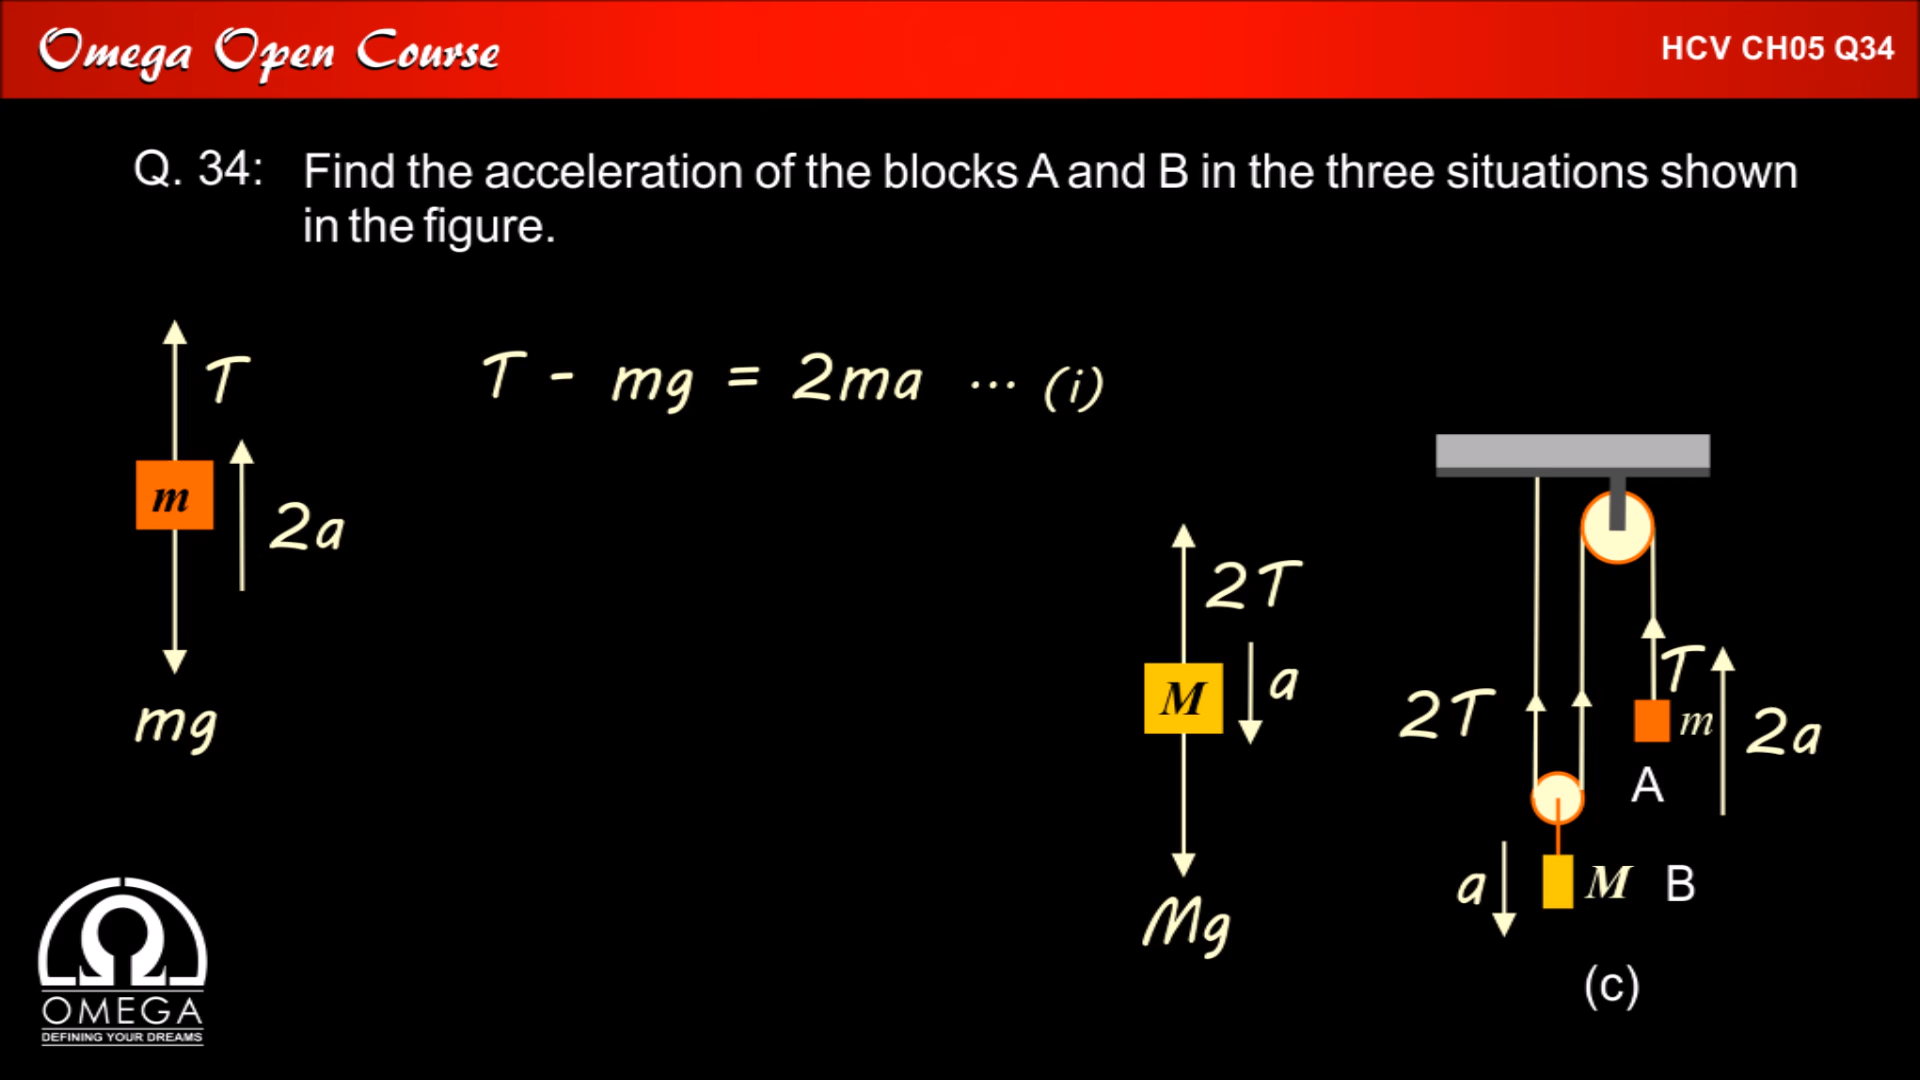 Omega Open Course
HCV CH05 Q34
Q. 34: Find the acceleration of the blocks A and B in the three situations shown
in the figure.
T
T - mg = 2ma ... (i)
m
2a
mg
2T
M
a
Mg
2T
T
m
2a
A
a
M
B
(c)
OMEGA
DEFINING YOUR DREAMS